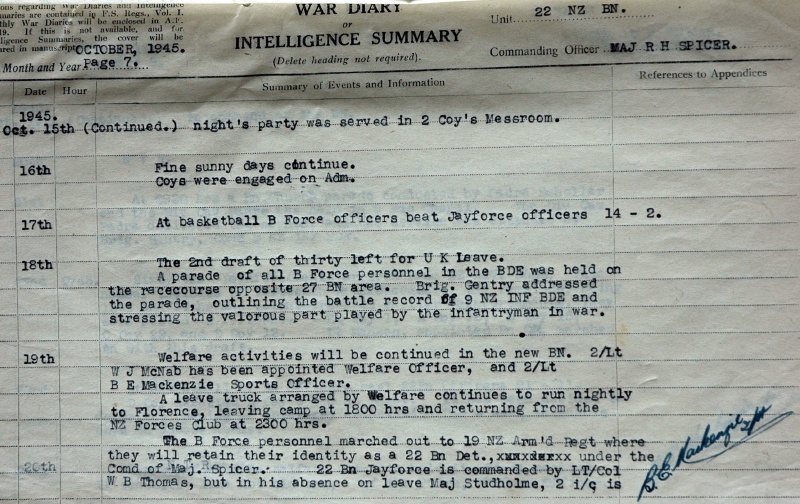 ons regarding War Diaries and Intelligence
maries are contained in F.S. Regs., Vol. I.
thly War Diaries will be enclosed in A.F.
19. If this is not available, and for
lligence Summaries, the cover will be
ared in manuscript.
WAR DIARY
or
INTELLIGENCE SUMMARY
(Delete heading not required).
Unit 22 NZ BN.
Commanding Officer MAJ R H SPICER.
OCTOBER, 1945.
Month and Year Page 7.
Date Hour Summary of Events and Information References to Appendices
1945.
Oct. 15th (Continued.) night's party was served in 2 Coy's Messroom.
16th Fine sunny days continue.
Coys were engaged on Adm.
17th At basketball B Force officers beat Jayforce officers 14 - 2.
18th The 2nd draft of thirty left for U K Leave.
A parade of all B Force personnel in the BDE was held on
the racecourse opposite 27 BN area. Brig. Gentry addressed
the parade, outlining the battle record of 9 NZ INF BDE and
stressing the valorous part played by the infantryman in war.
19th Welfare activities will be continued in the new BN. 2/Lt
W J McNab has been appointed Welfare Officer, and 2/Lt
B E Mackenzie Sports Officer.
A leave truck arranged by Welfare continues to run nightly
to Florence, leaving camp at 1800 hrs and returning from the
NZ Forces Club at 2300 hrs.
The B Force personnel marched out to 19 NZ Arm'd Regt where
they will retain their identity as a 22 Bn Det., under the
20th Comd of Maj R Spicer. 22 Bn Jayforce is commanded by LT/Col
W B Thomas, but in his absence on leave Maj Studholme, 2 i/c is
B.E. Mackenzie 2/Lt